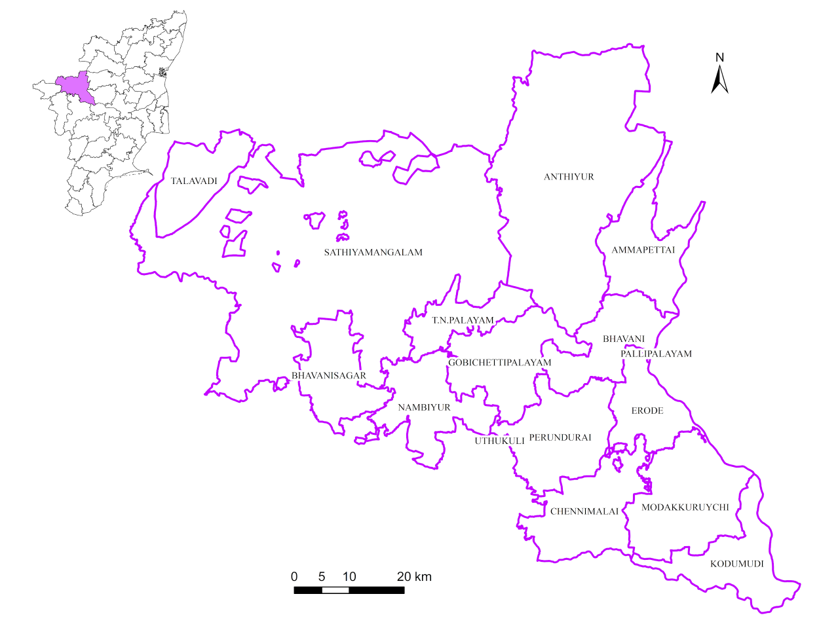 N
TALAVADI
ANTHIYUR
SATHIYAMANGALAM
AMMAPETTAI
T.N.PALAYAM
BHAVANI
PALLIPALAYAM
GOBICHETTIPALAYAM
BHAVANISAGAR
NAMBIYUR
ERODE
UTHUKULI
PERUNDURAI
CHENNIMALAI
MODAKKURUYCHI
KODUMUDI
0 5 10 20 km